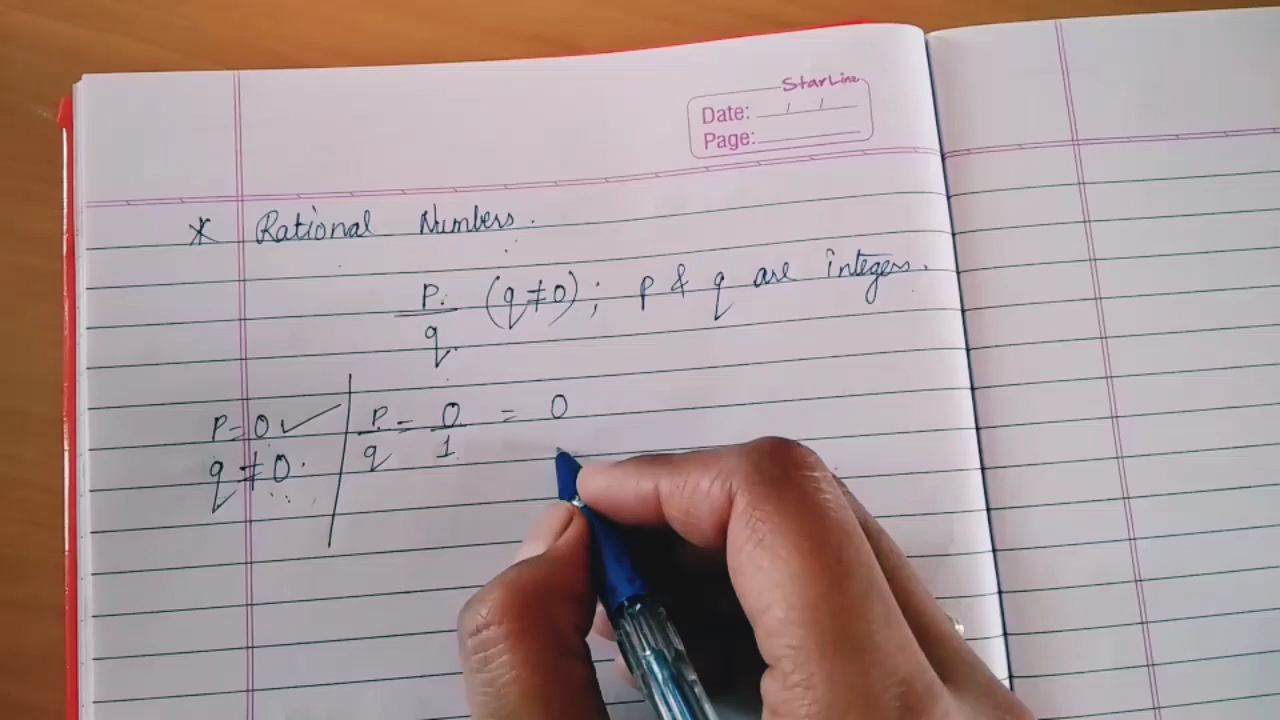 StarLine
Date: / /
Page:
* Rational Numbers.
p/q (q≠0); p & q are integers.
p=0 ✓ | p/q = 0/1 = 0
q≠0.